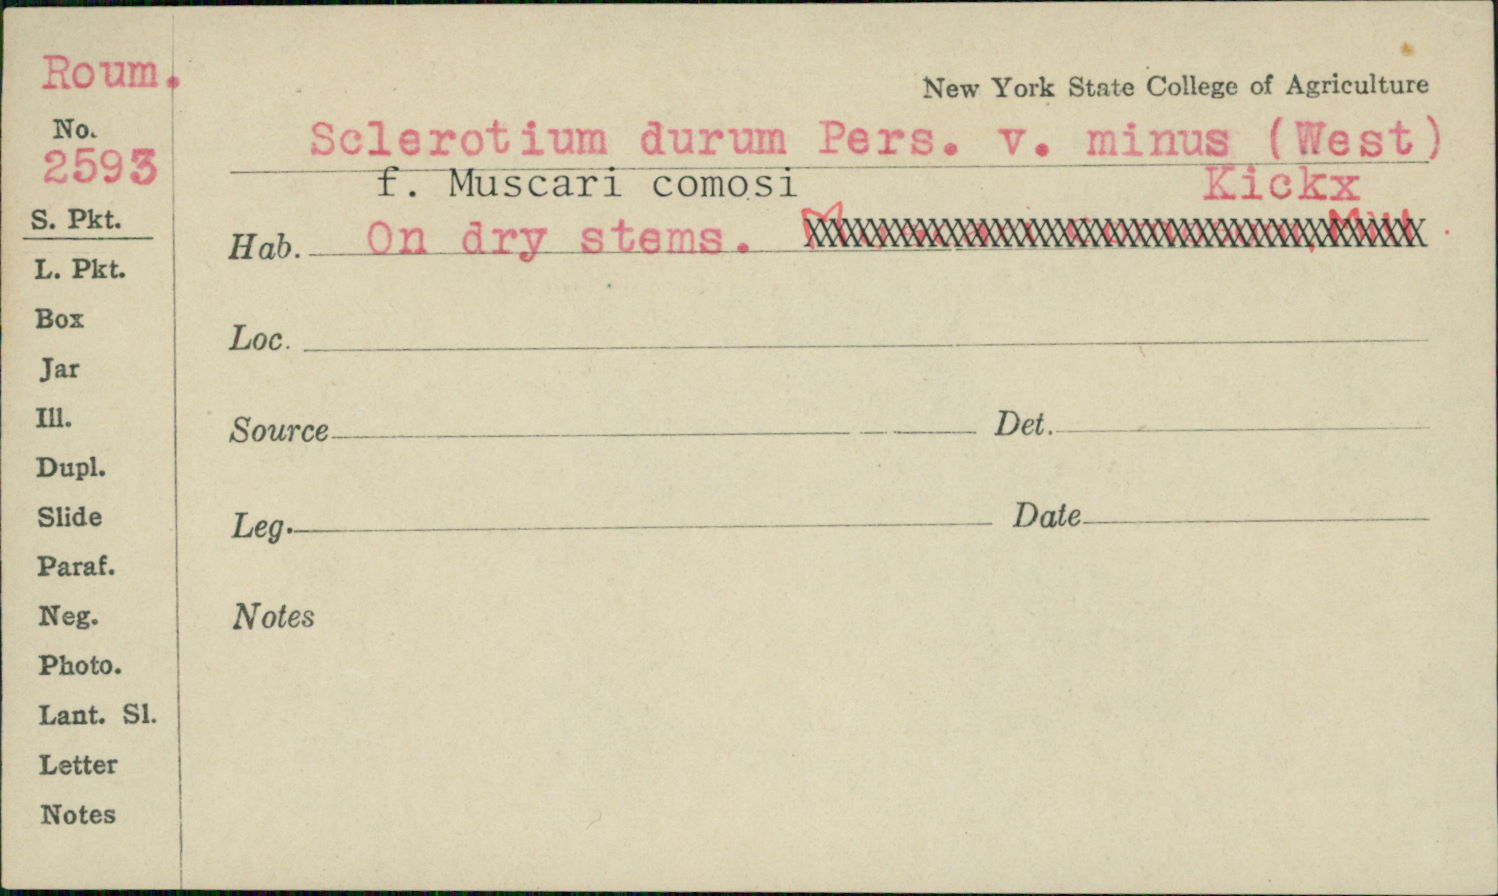 Roum.
New York State College of Agriculture
No.
2593
Sclerotium durum Pers. v. minus (West)
f. Muscari comosi Kickx
S. Pkt.
Hab. On dry stems.
L. Pkt.
Box
Loc.
Jar
Ill.
Source Det.
Dupl.
Slide
Leg. Date
Paraf.
Neg.
Notes
Photo.
Lant. Sl.
Letter
Notes